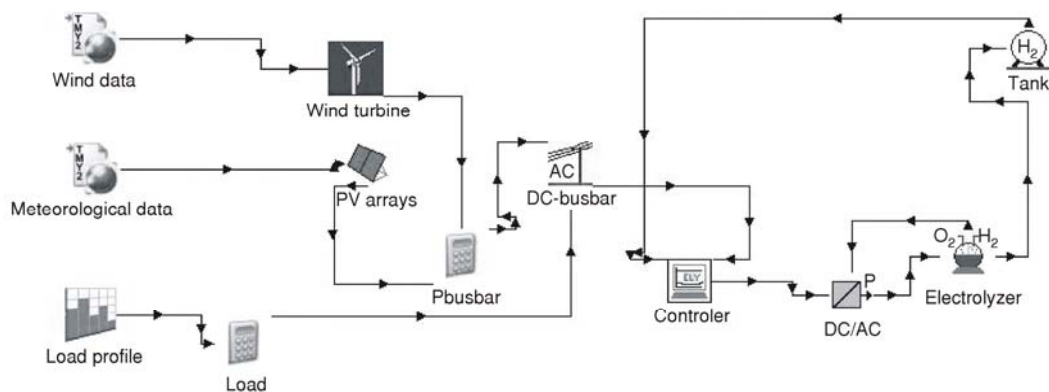 TMY2
Wind data
Wind turbine
TMY2
Meteorological data
PV arrays
AC
DC-busbar
Pbusbar
Load profile
Load
H2
Tank
ELY
Controler
P
DC/AC
O2 H2
Electrolyzer